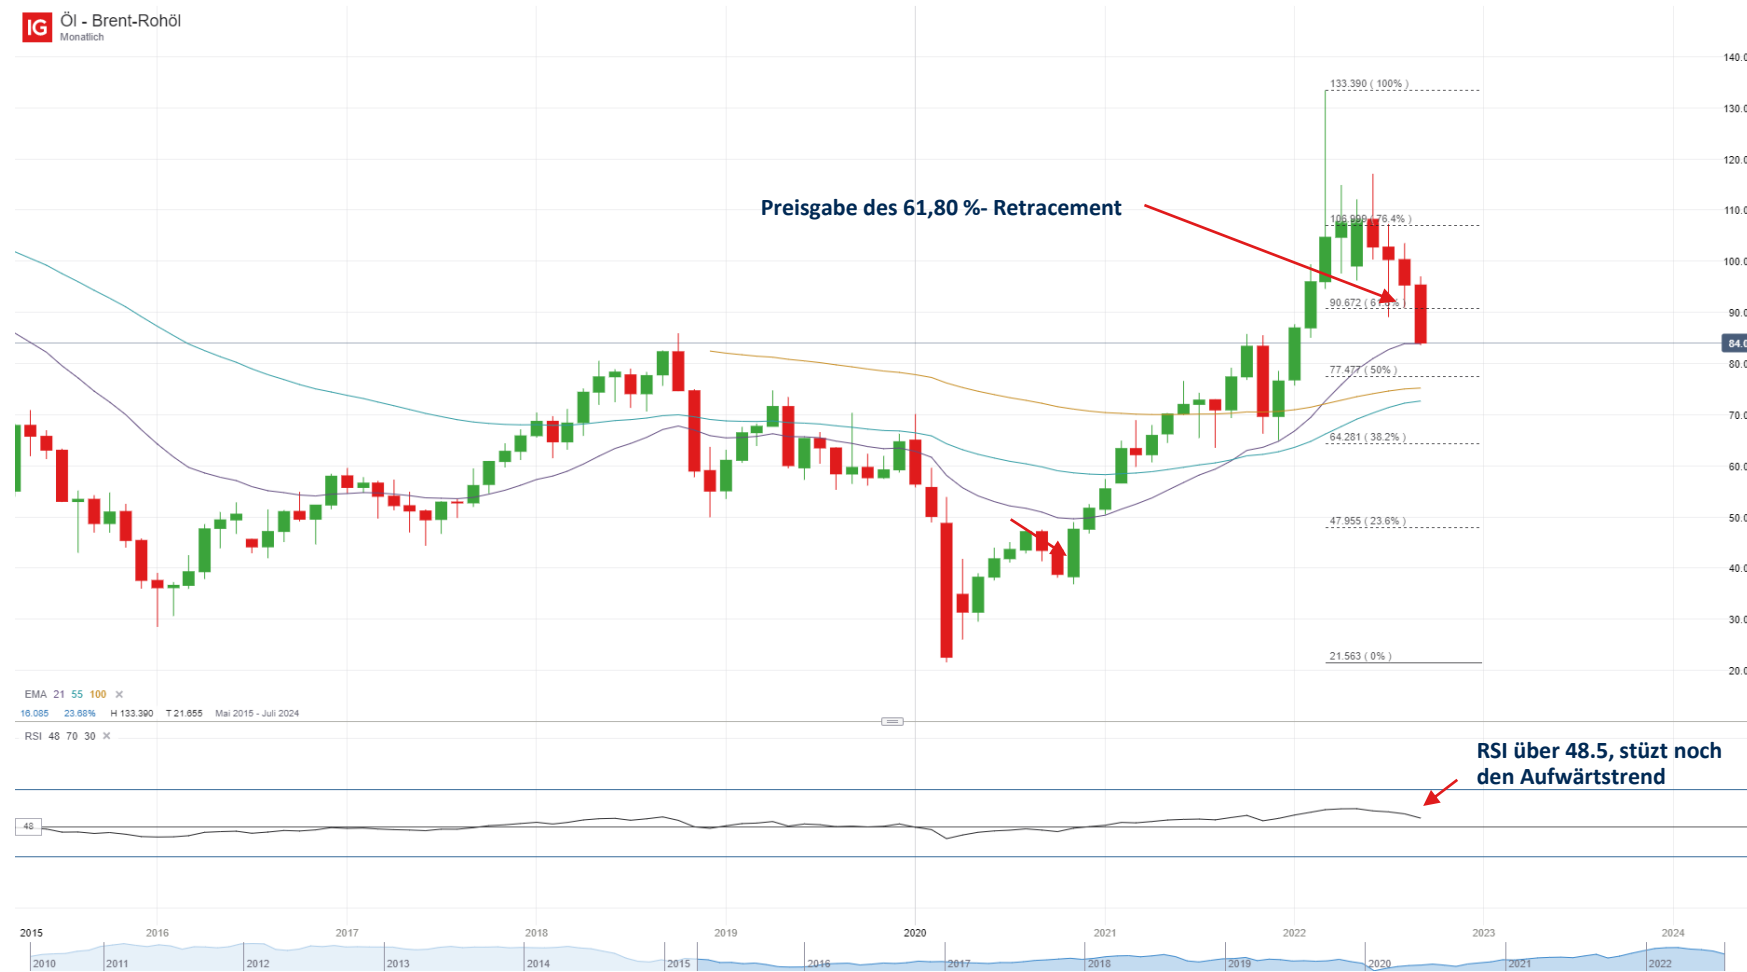 IG
Öl - Brent-Rohöl
Monatlich
140.0
133.390 ( 100% )
130.0
120.0
Preisgabe des 61,80 %- Retracement
110.0
106.999 ( 76.4% )
100.0
90.672 ( 61.8% )
90.0
84.0
80.0
77.477 ( 50% )
70.0
64.281 ( 38.2% )
60.0
47.955 ( 23.6% )
50.0
40.0
30.0
21.563 ( 0% )
20.0
EMA 21 55 100 ×
16.085 23.68% H 133.390 T 21.655 Mai 2015 - Juli 2024
RSI 48 70 30 ×
RSI über 48.5, stüzt noch
den Aufwärtstrend
48
2015 2016 2017 2018 2019 2020 2021 2022 2023 2024
2010 2011 2012 2013 2014 2015 2016 2017 2018 2019 2020 2021 2022